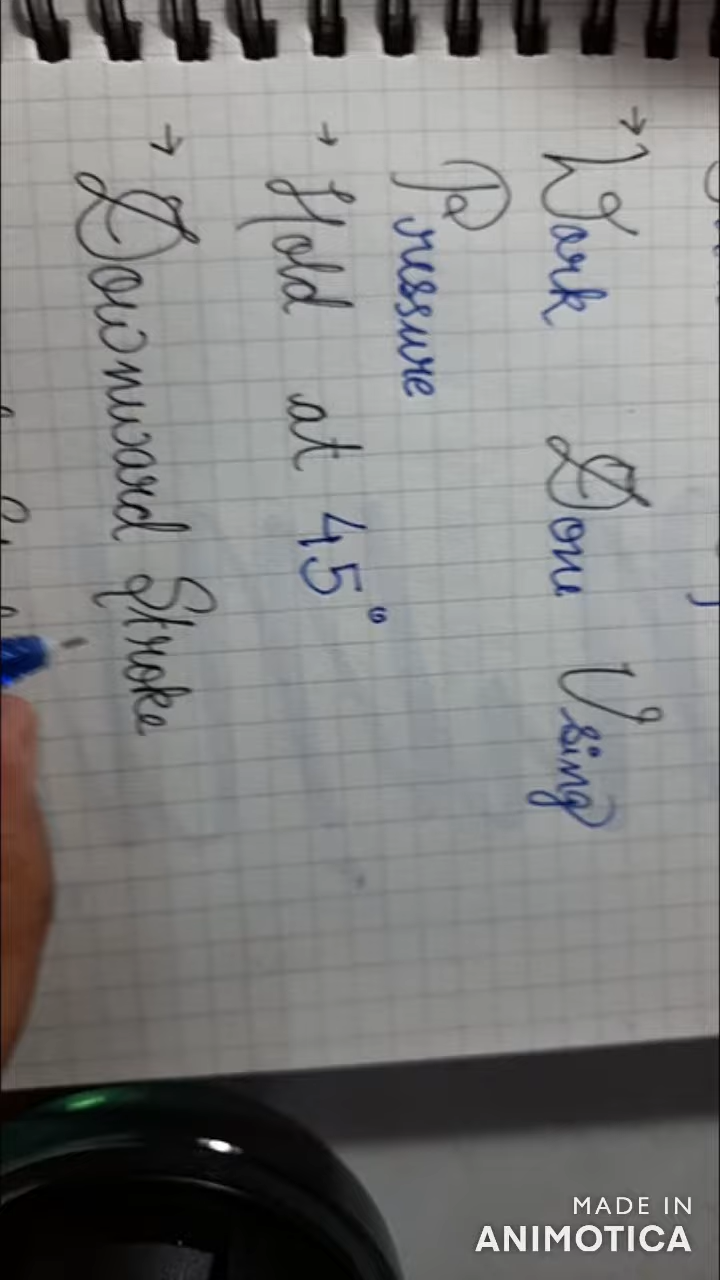 → Work Done Using
Pressure
→ Hold at 45°
→ Downward Stroke
MADE IN
ANIMOTICA